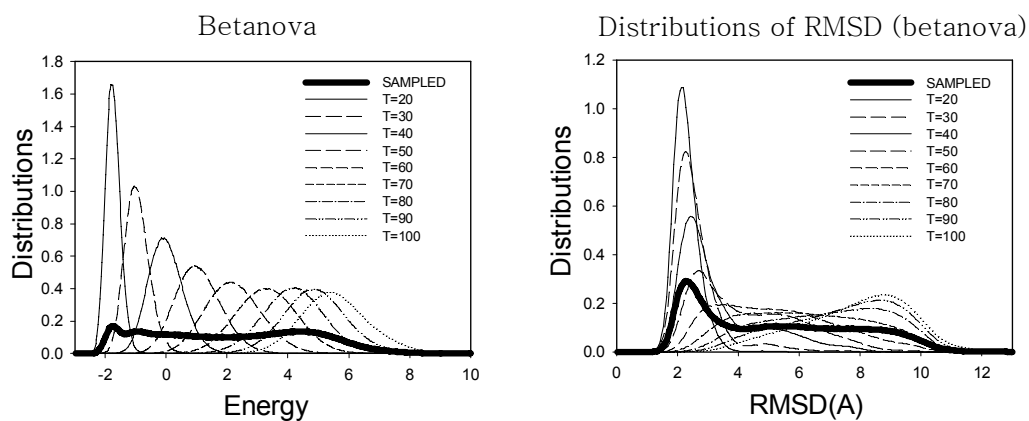 Betanova
Distributions
1.8
1.6
1.4
1.2
1.0
0.8
0.6
0.4
0.2
0.0
SAMPLED
T=20
T=30
T=40
T=50
T=60
T=70
T=80
T=90
T=100
-2 0 2 4 6 8 10
Energy
Distributions of RMSD (betanova)
Distributions
1.2
1.0
0.8
0.6
0.4
0.2
0.0
SAMPLED
T=20
T=30
T=40
T=50
T=60
T=70
T=80
T=90
T=100
0 2 4 6 8 10 12
RMSD(A)